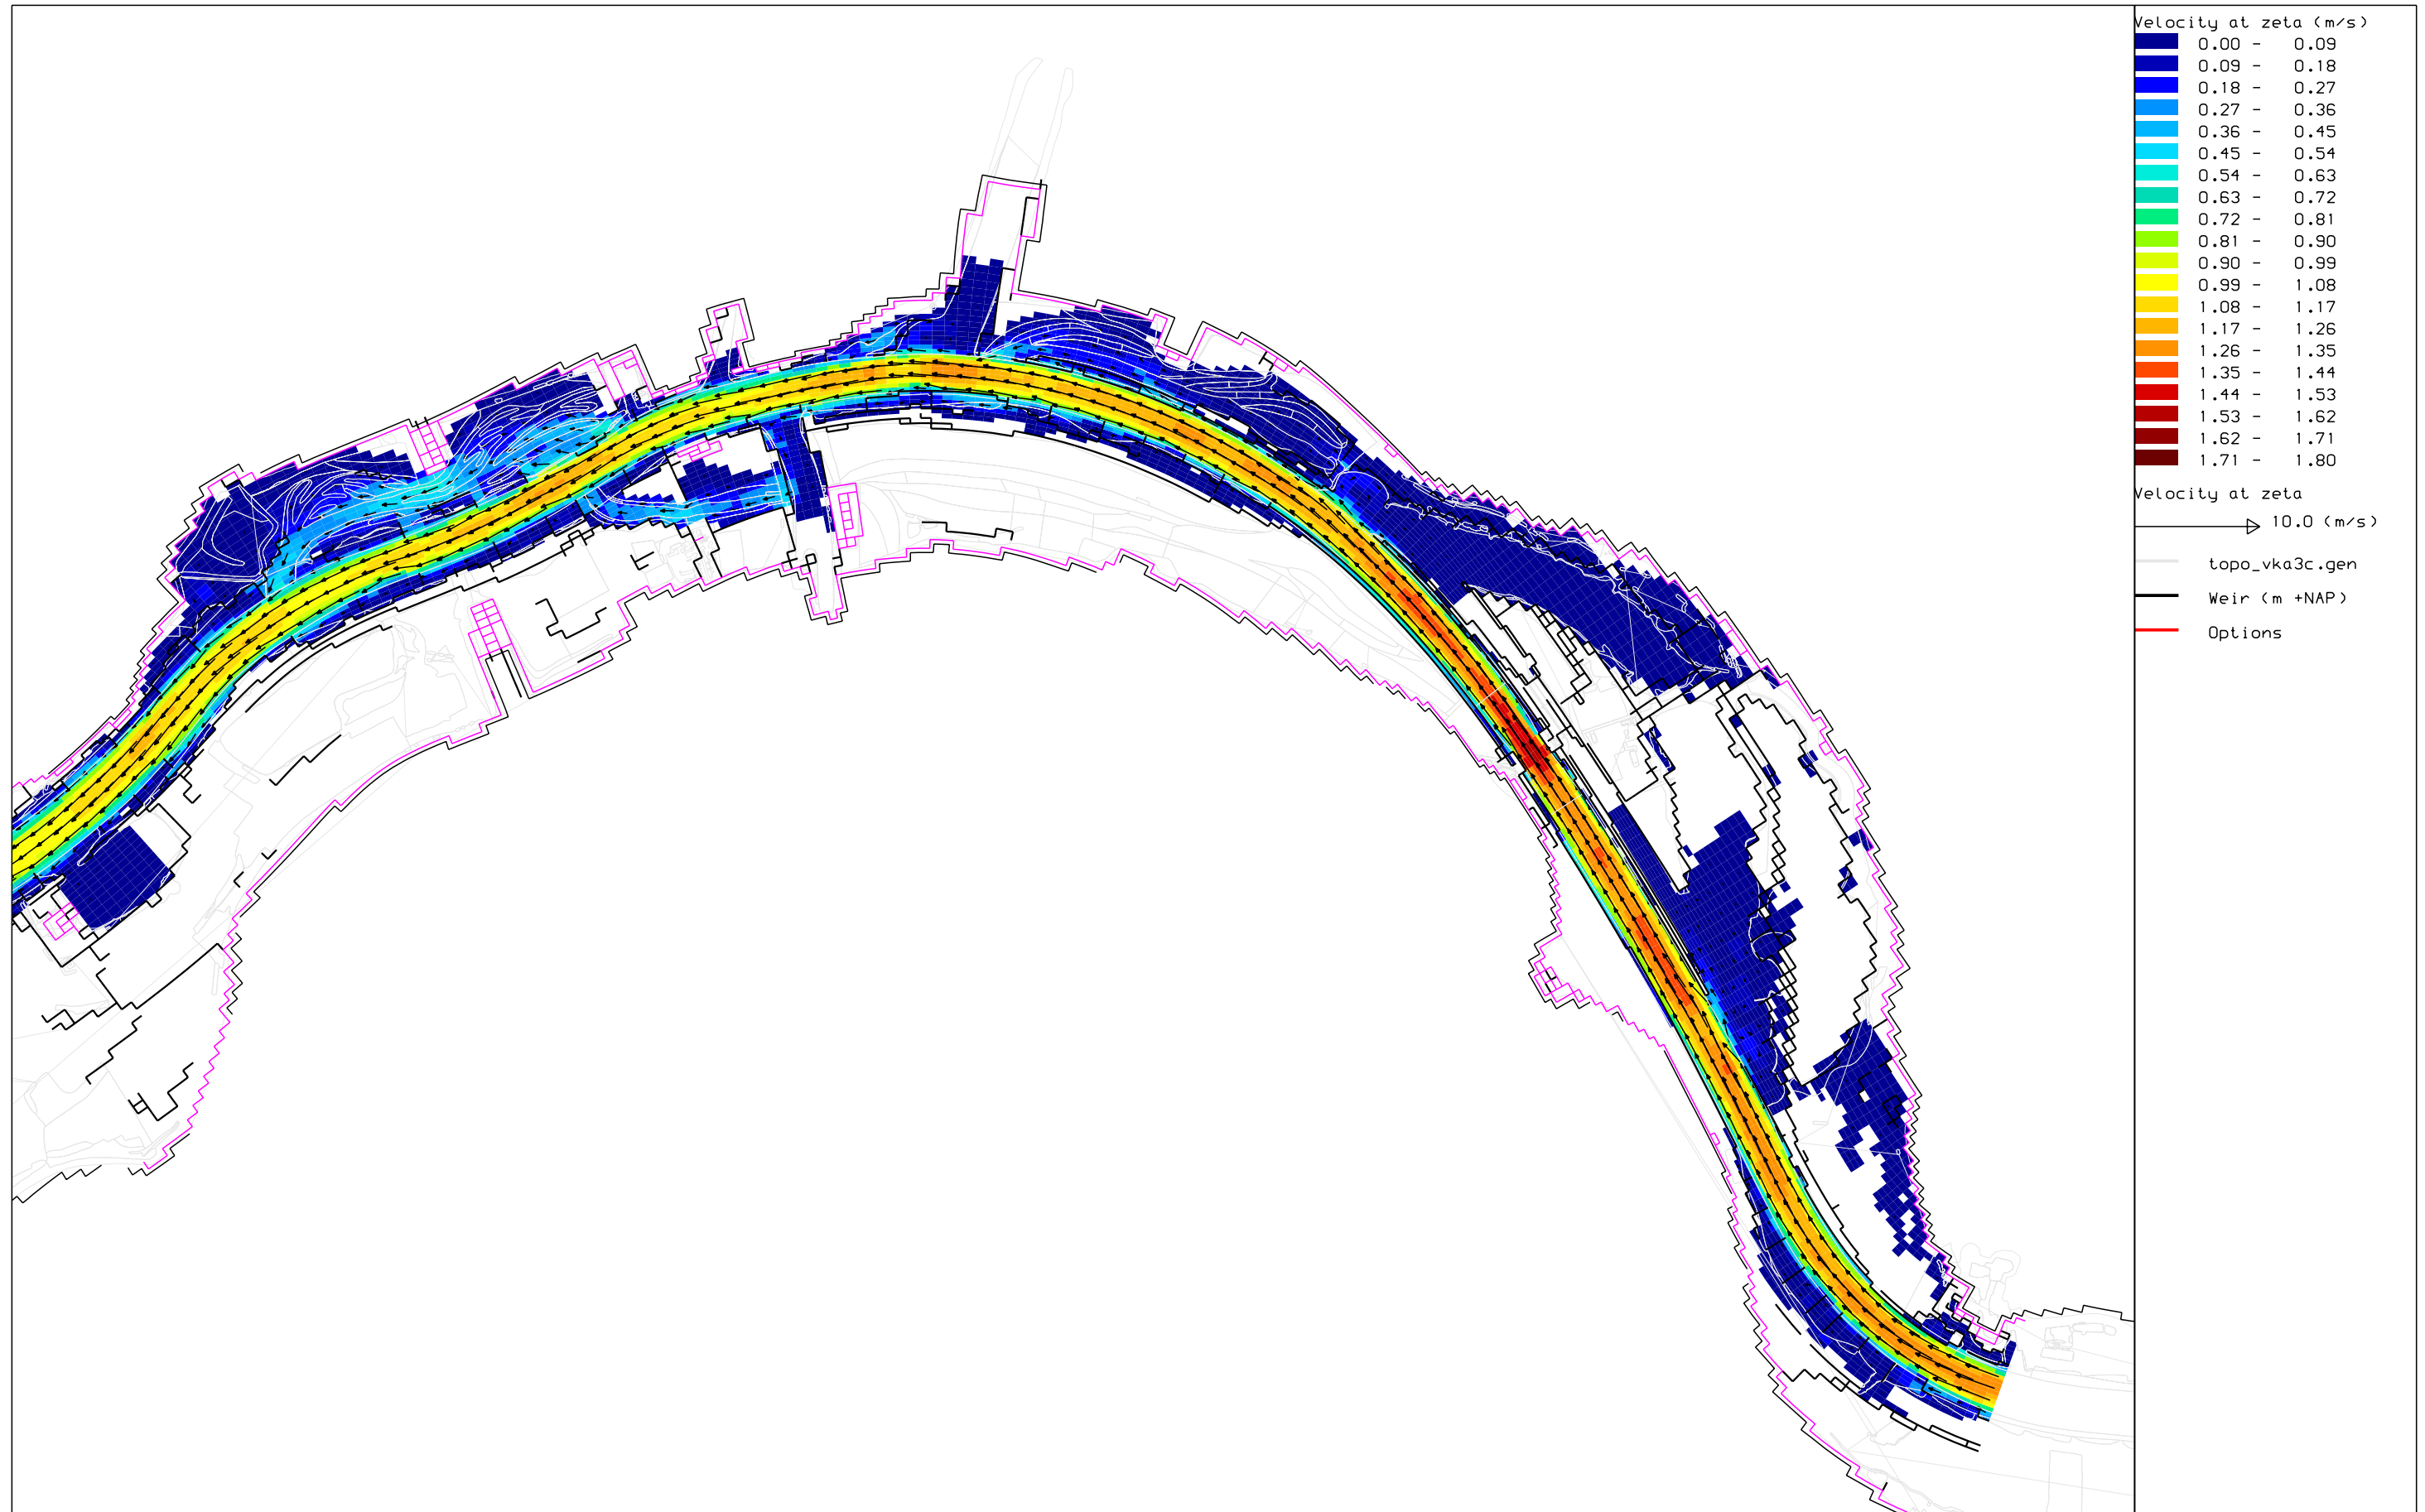 Velocity at zeta (m/s)
0.00 - 0.09
0.09 - 0.18
0.18 - 0.27
0.27 - 0.36
0.36 - 0.45
0.45 - 0.54
0.54 - 0.63
0.63 - 0.72
0.72 - 0.81
0.81 - 0.90
0.90 - 0.99
0.99 - 1.08
1.08 - 1.17
1.17 - 1.26
1.26 - 1.35
1.35 - 1.44
1.44 - 1.53
1.53 - 1.62
1.62 - 1.71
1.71 - 1.80
Velocity at zeta
10.0 (m/s)
topo_vka3c.gen
Weir (m +NAP)
Options